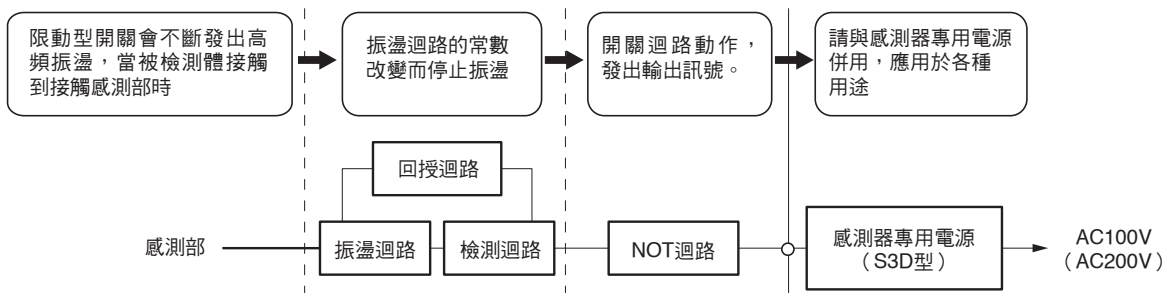 限動型開關會不斷發出高
頻振盪，當被檢測體接觸
到接觸感測部時
振盪迴路的常數
改變而停止振盪
開關迴路動作，
發出輸出訊號。
請與感測器專用電源
併用，應用於各種
用途
回授迴路
感測部
振盪迴路
檢測迴路
NOT迴路
感測器專用電源
（S3D型）
AC100V
（AC200V）